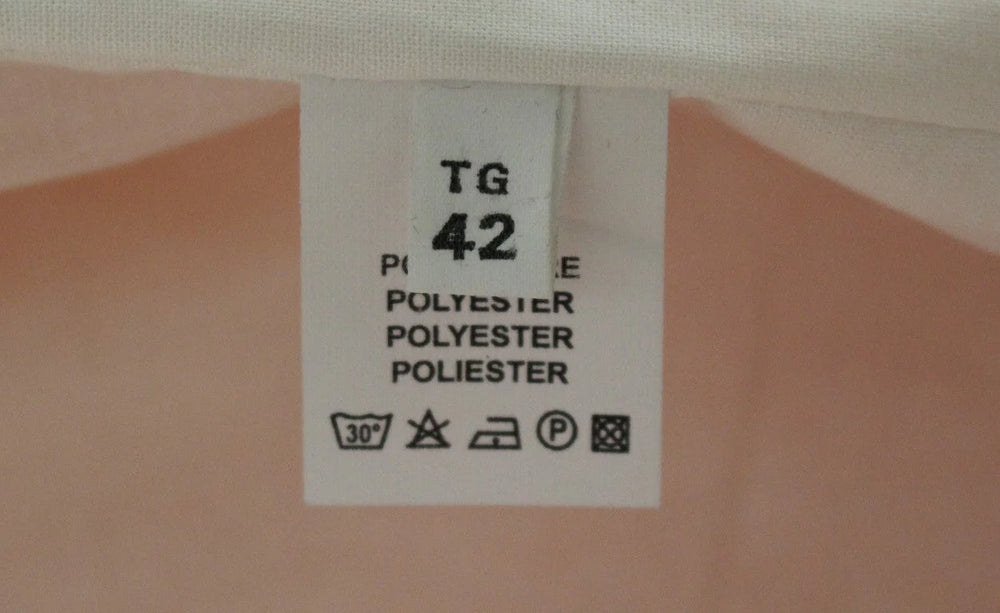 TG
42
POLYESTER
POLYESTER
POLIESTER
30°
P